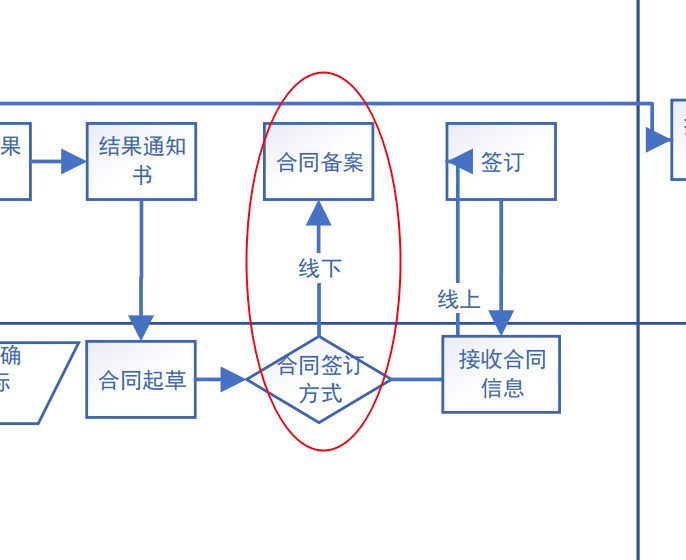 果
结果通知
书
合同备案
签订
线下
线上
确
标
合同起草
合同签订
方式
接收合同
信息